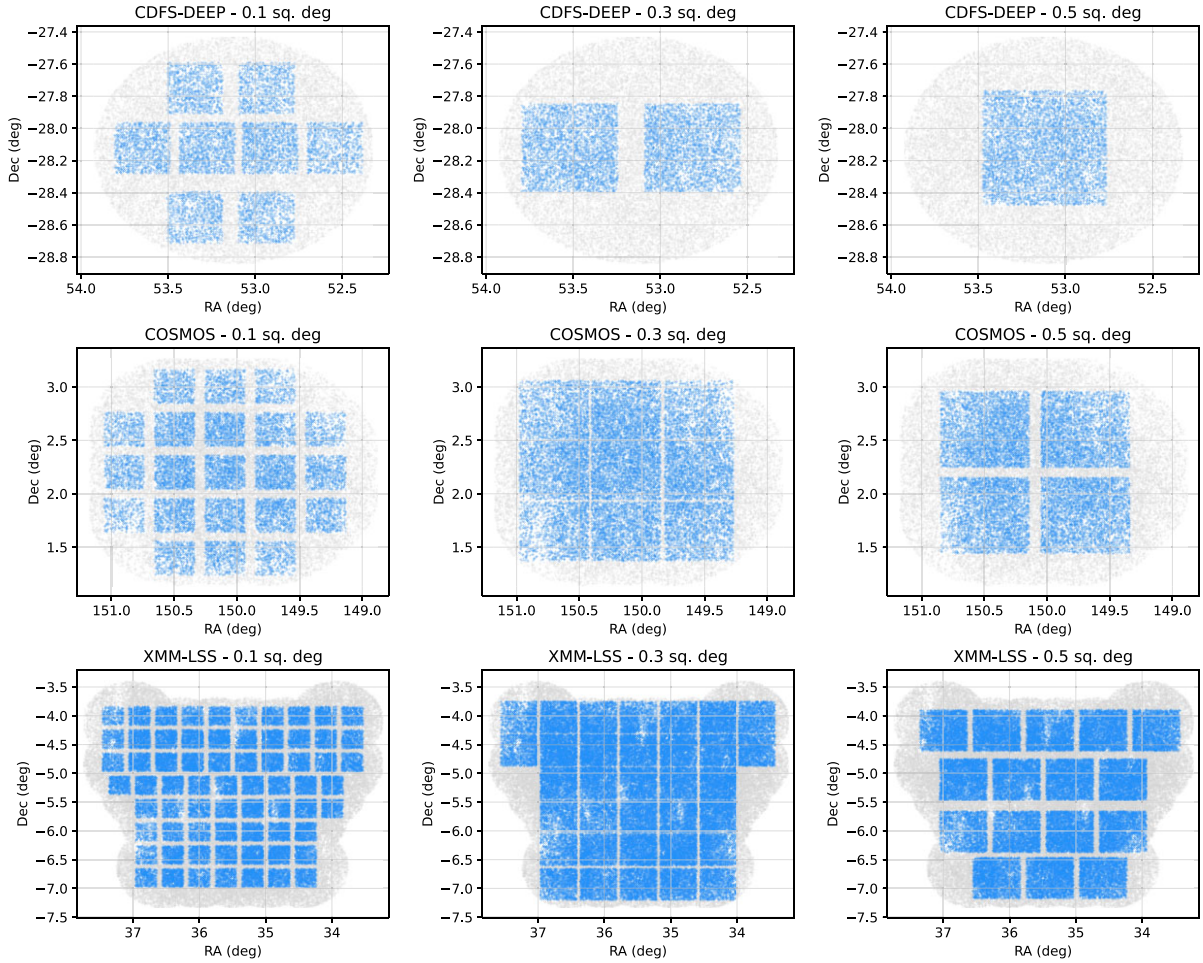 CDFS-DEEP - 0.1 sq. deg
CDFS-DEEP - 0.3 sq. deg
CDFS-DEEP - 0.5 sq. deg
−27.4
−27.6
−27.8
−28.0
−28.2
−28.4
−28.6
−28.8
Dec (deg)
54.0 53.5 53.0 52.5
RA (deg)
−27.4
−27.6
−27.8
−28.0
−28.2
−28.4
−28.6
−28.8
Dec (deg)
54.0 53.5 53.0 52.5
RA (deg)
−27.4
−27.6
−27.8
−28.0
−28.2
−28.4
−28.6
−28.8
Dec (deg)
54.0 53.5 53.0 52.5
RA (deg)
COSMOS - 0.1 sq. deg
COSMOS - 0.3 sq. deg
COSMOS - 0.5 sq. deg
3.0
2.5
2.0
1.5
Dec (deg)
151.0 150.5 150.0 149.5 149.0
RA (deg)
3.0
2.5
2.0
1.5
Dec (deg)
151.0 150.5 150.0 149.5 149.0
RA (deg)
3.0
2.5
2.0
1.5
Dec (deg)
151.0 150.5 150.0 149.5 149.0
RA (deg)
XMM-LSS - 0.1 sq. deg
XMM-LSS - 0.3 sq. deg
XMM-LSS - 0.5 sq. deg
−3.5
−4.0
−4.5
−5.0
−5.5
−6.0
−6.5
−7.0
−7.5
Dec (deg)
37 36 35 34
RA (deg)
−3.5
−4.0
−4.5
−5.0
−5.5
−6.0
−6.5
−7.0
−7.5
Dec (deg)
37 36 35 34
RA (deg)
−3.5
−4.0
−4.5
−5.0
−5.5
−6.0
−6.5
−7.0
−7.5
Dec (deg)
37 36 35 34
RA (deg)